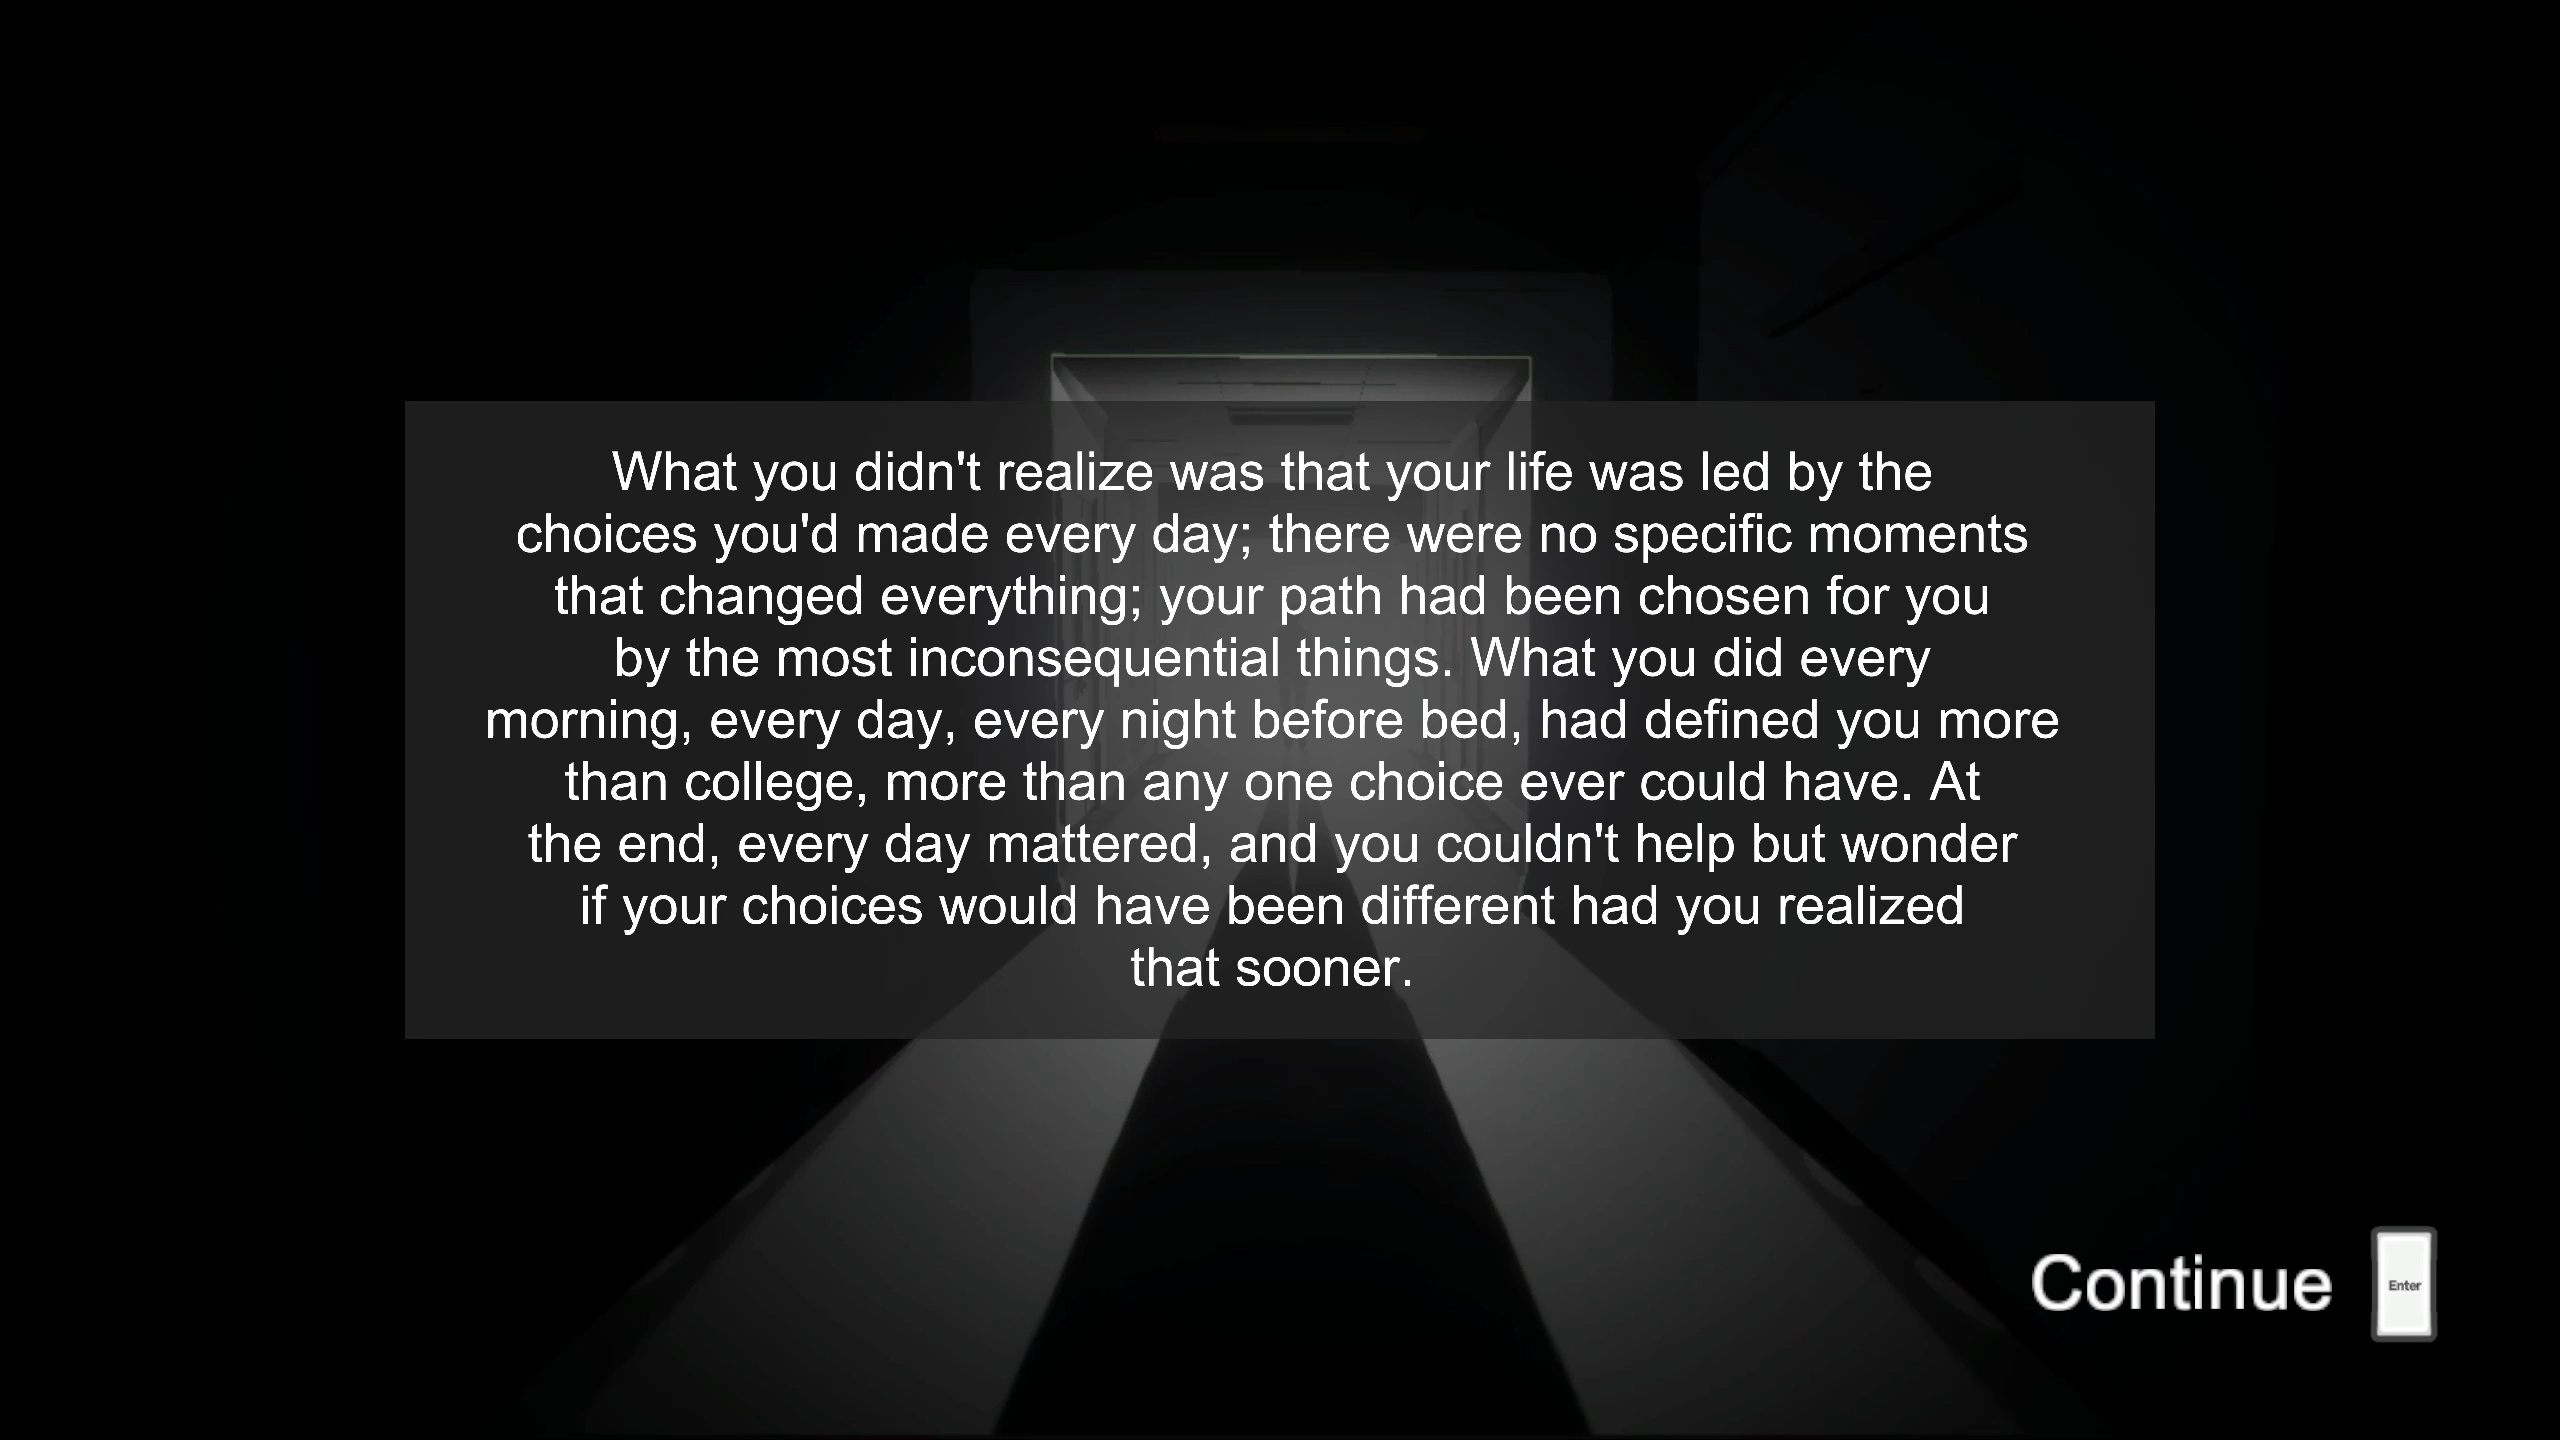 What you didn't realize was that your life was led by the
choices you'd made every day; there were no specific moments
that changed everything; your path had been chosen for you
by the most inconsequential things. What you did every
morning, every day, every night before bed, had defined you more
than college, more than any one choice ever could have. At
the end, every day mattered, and you couldn't help but wonder
if your choices would have been different had you realized
that sooner.
Continue
Enter